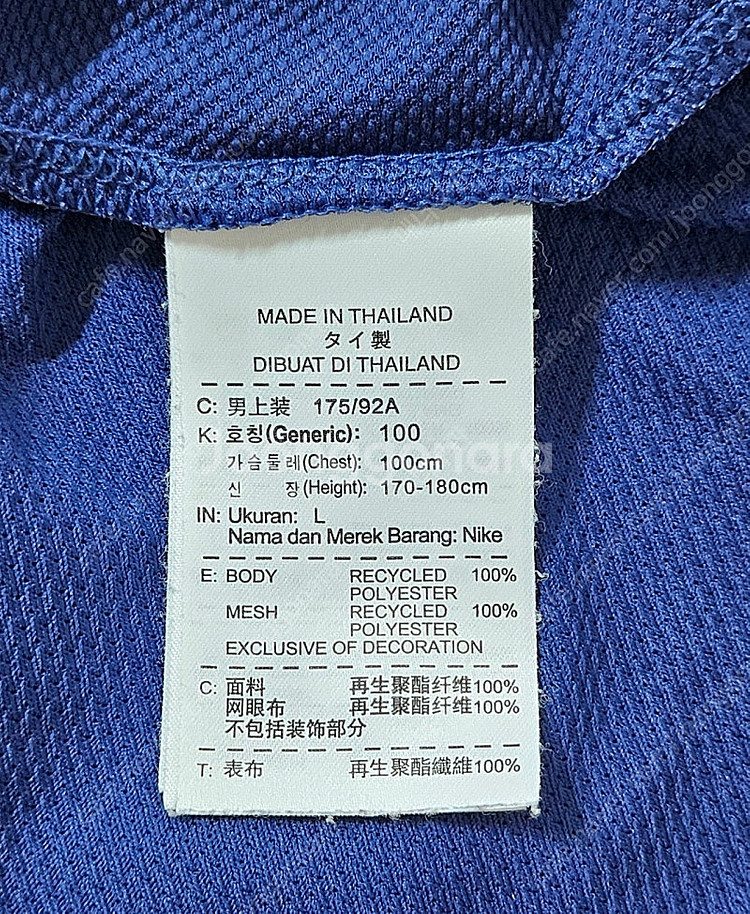 MADE IN THAILAND
タイ製
DIBUAT DI THAILAND
C: 男上装 175/92A
K: 호칭(Generic): 100
가슴둘레(Chest): 100cm
신 장(Height): 170-180cm
IN: Ukuran: L
Nama dan Merek Barang: Nike
E: BODY RECYCLED 100%
POLYESTER
MESH RECYCLED 100%
POLYESTER
EXCLUSIVE OF DECORATION
C: 面料 再生聚酯纤维100%
网眼布 再生聚酯纤维100%
不包括装饰部分
T: 表布 再生聚酯纖維100%